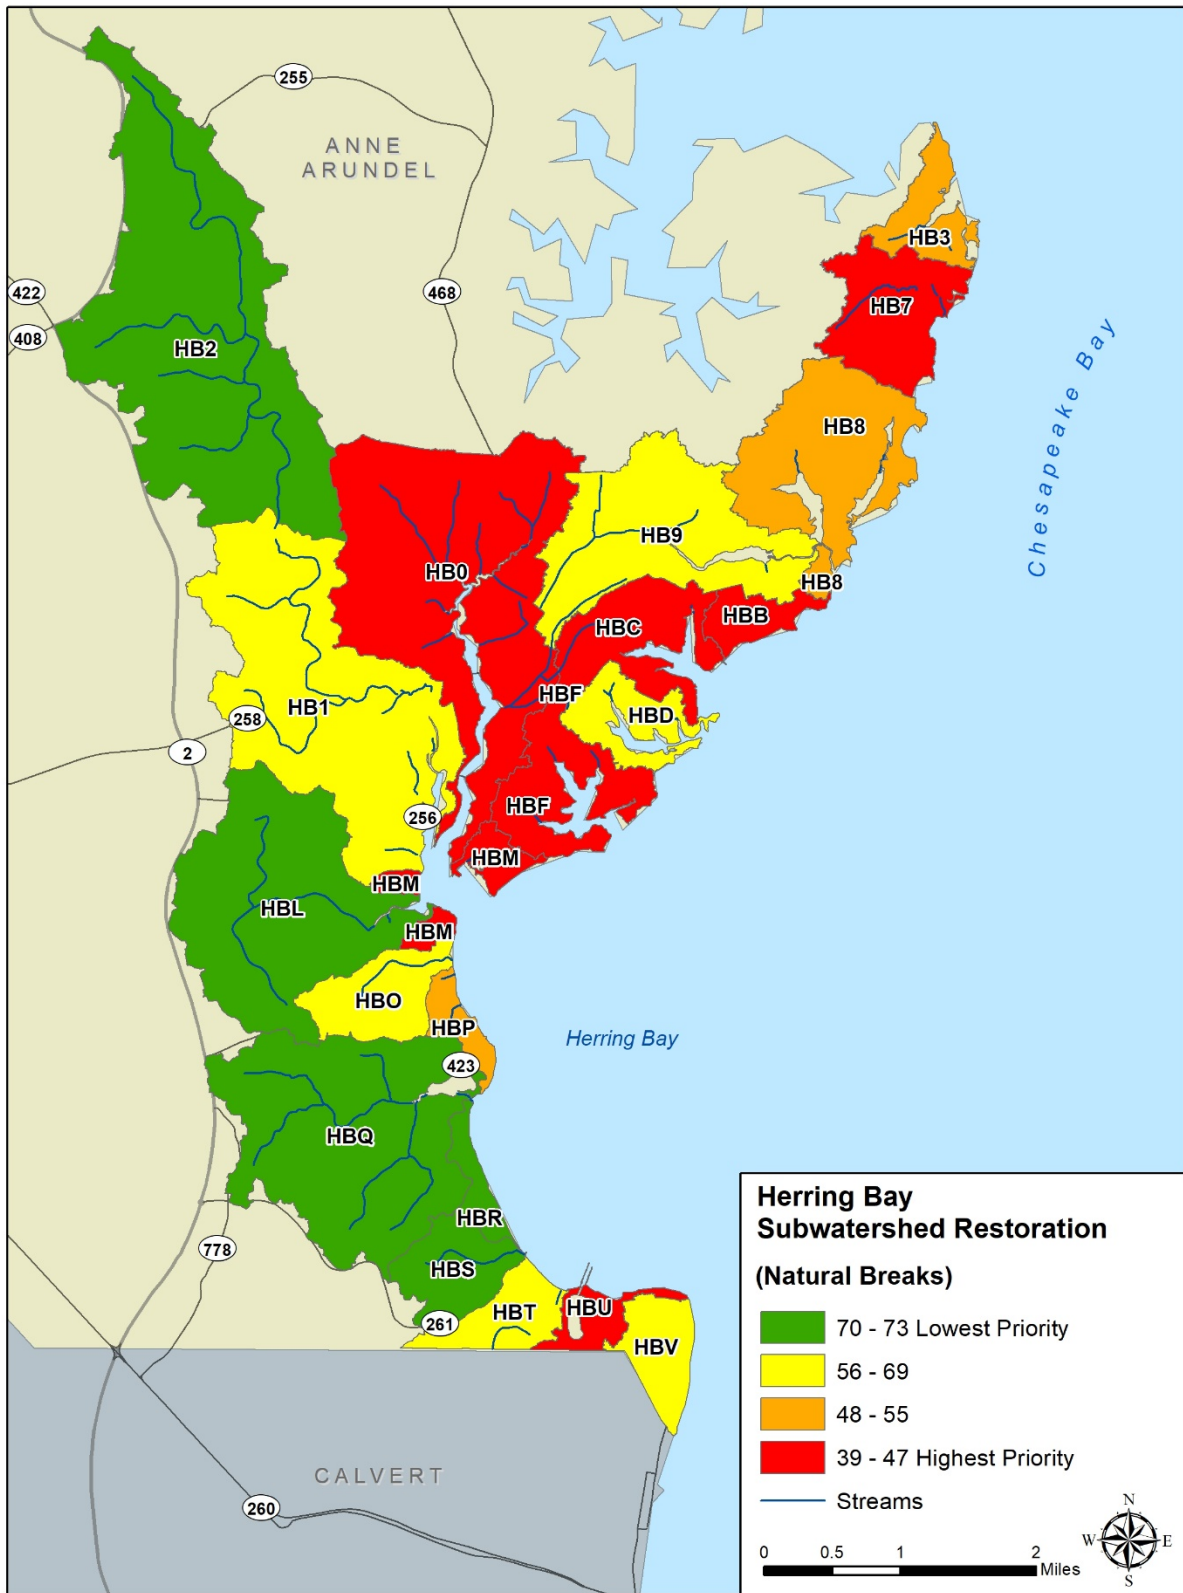 255
ANNE
ARUNDEL
HB3
422
468
HB7
408
HB2
HB8
Chesapeake Bay
HB9
HB0
HB8
HBC
HBB
HBF
HB1
258
HBD
2
HBF
256
HBM
HBM
HBL
HBM
HBO
HBP
Herring Bay
423
HBQ
HBR
778
HBS
HBT
HBU
261
HBV
CALVERT
260
Herring Bay
Subwatershed Restoration
(Natural Breaks)
70 - 73 Lowest Priority
56 - 69
48 - 55
39 - 47 Highest Priority
Streams
N
W E
S
0 0.5 1 2
Miles